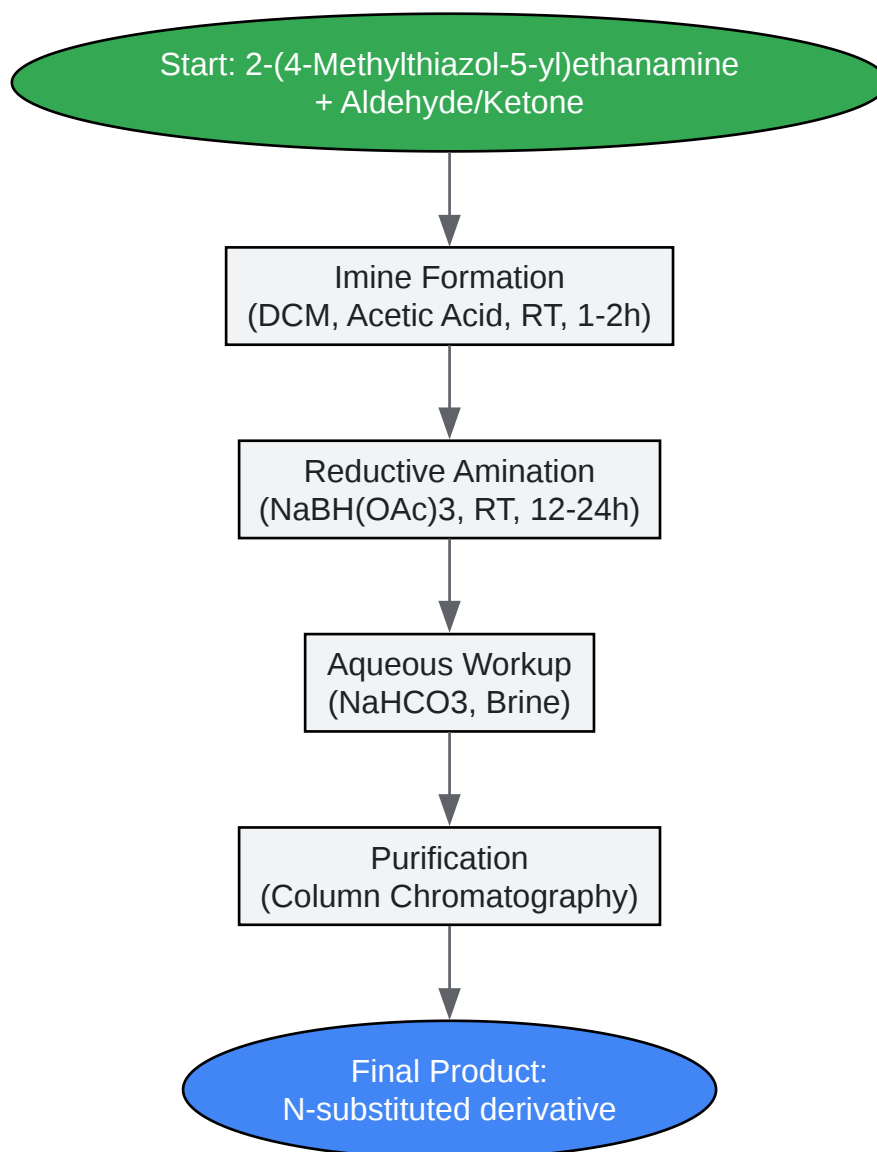 Start: 2-(4-Methylthiazol-5-yl)ethanamine
+ Aldehyde/Ketone
Imine Formation
(DCM, Acetic Acid, RT, 1-2h)
Reductive Amination
(NaBH(OAc)3, RT, 12-24h)
Aqueous Workup
(NaHCO3, Brine)
Purification
(Column Chromatography)
Final Product:
N-substituted derivative